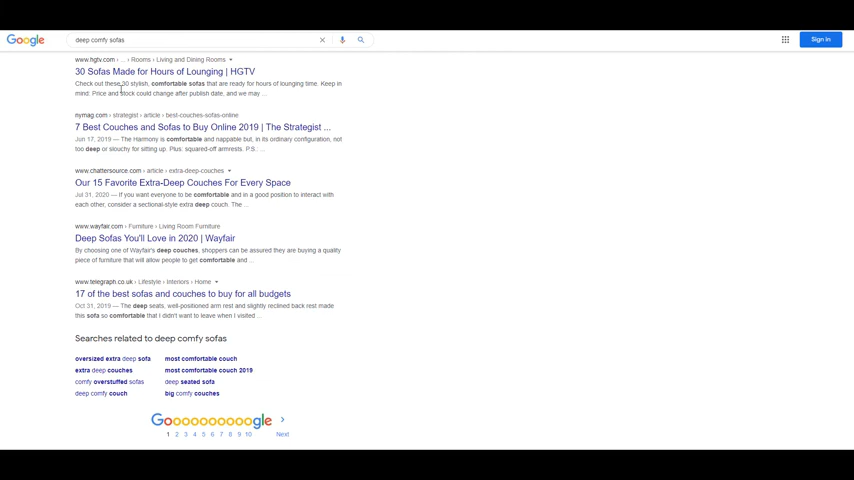 Google
deep comfy sofas
Sign in
www.hgtv.com › ... › Rooms › Living and Dining Rooms
30 Sofas Made for Hours of Lounging | HGTV
Check out these 30 stylish, comfortable sofas that are ready for hours of lounging time. Keep in
mind: Price and stock could change after publish date, and we may ...
nymag.com › strategist › article › best-couches-sofas-online
7 Best Couches and Sofas to Buy Online 2019 | The Strategist ...
Jun 17, 2019 — The Harmony is comfortable and nappable but, in its ordinary configuration, not
too deep or slouchy for sitting up. Plus: squared-off armrests. P.S.: ...
www.chattersource.com › article › extra-deep-couches
Our 15 Favorite Extra-Deep Couches For Every Space
Jul 31, 2020 — If you want everyone to be comfortable and in a good position to interact with
each other, consider a sectional-style extra deep couch. The ...
www.wayfair.com › Furniture › Living Room Furniture
Deep Sofas You'll Love in 2020 | Wayfair
By choosing one of Wayfair's deep couches, shoppers can be assured they are buying a quality
piece of furniture that will allow people to get comfortable and ...
www.telegraph.co.uk › Lifestyle › Interiors › Home
17 of the best sofas and couches to buy for all budgets
Oct 31, 2019 — The deep seats, well-positioned arm rest and slightly reclined back rest made
this sofa so comfortable that I didn't want to leave when I visited ...
Searches related to deep comfy sofas
oversized extra deep sofa
most comfortable couch
extra deep couches
most comfortable couch 2019
comfy overstuffed sofas
deep seated sofa
deep comfy couch
big comfy couches
Goooooooooogle >
1 2 3 4 5 6 7 8 9 10 Next